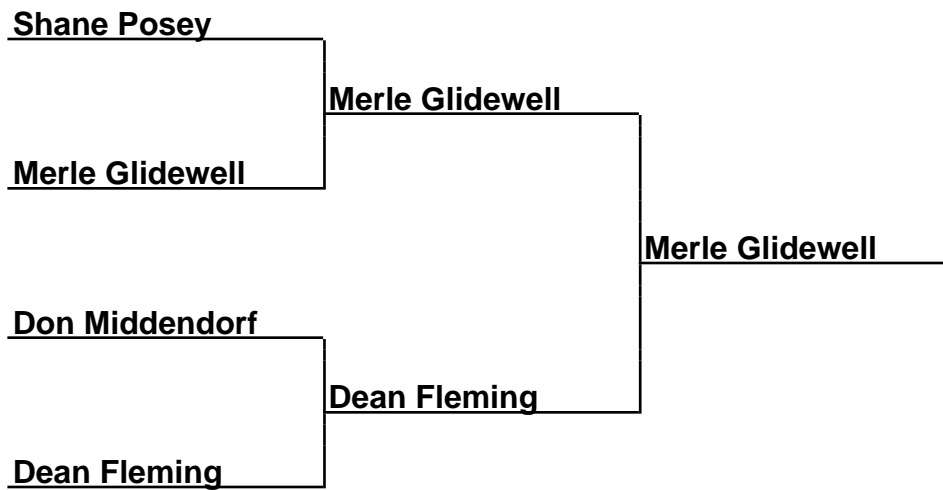 Shane Posey
Merle Glidewell
Merle Glidewell
Merle Glidewell
Don Middendorf
Dean Fleming
Dean Fleming